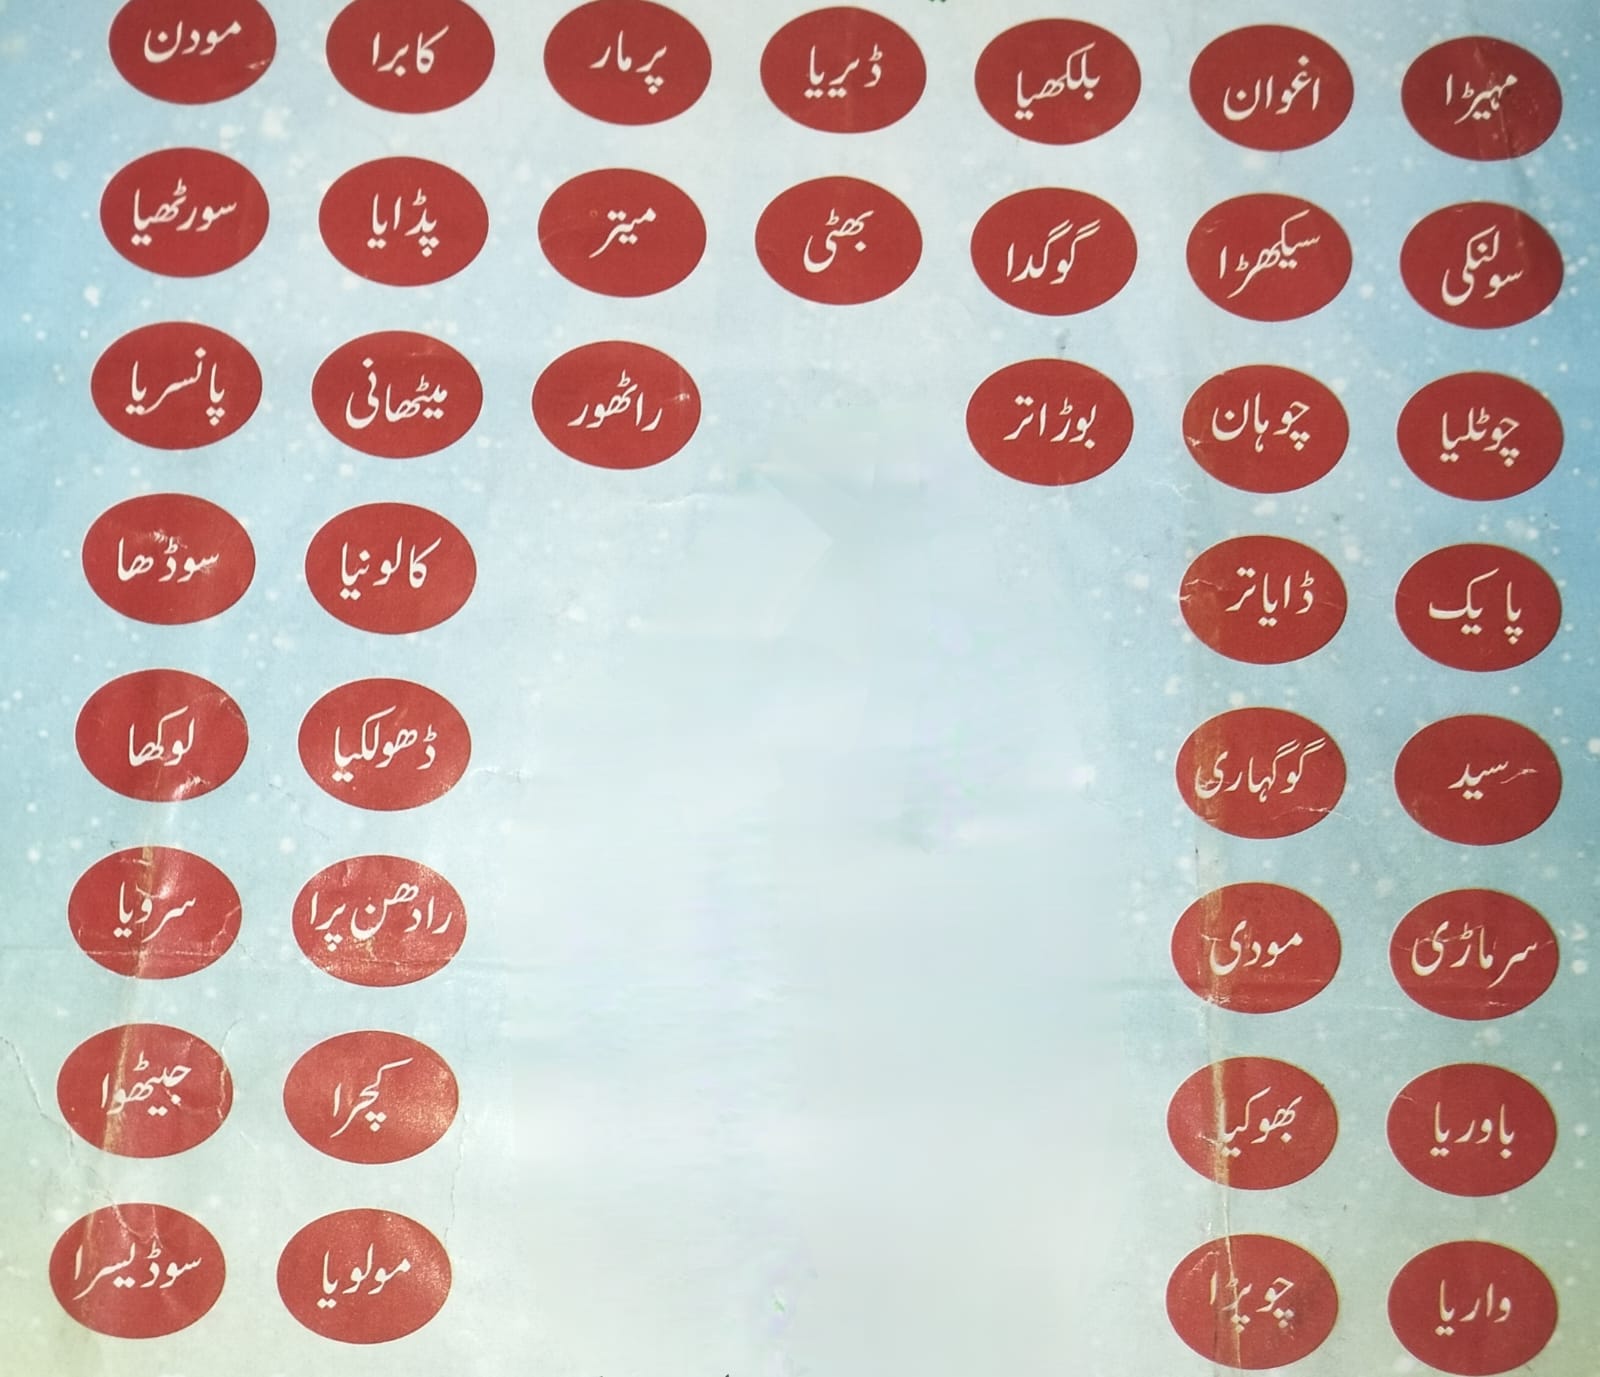 مہیڑا اغوان بلکھیا ڈیریا پرمار کابرا مودن
سولنکی سیکھڑا گوگدا بھٹی میتر پڈایا سورٹھیا
چوٹلیا چوہان بوڑاتر راٹھور میٹھانی پانسریا
پایک ڈایاتر کالونیا سوڈھا
سید گوگہاری ڈھولکیا لوکھا
سرماڑی مودی رادھن پرا سرویا
باوریا بھوکیا کچرا جیٹھوا
واریا چوپڑا مولویا سوڈیسرا